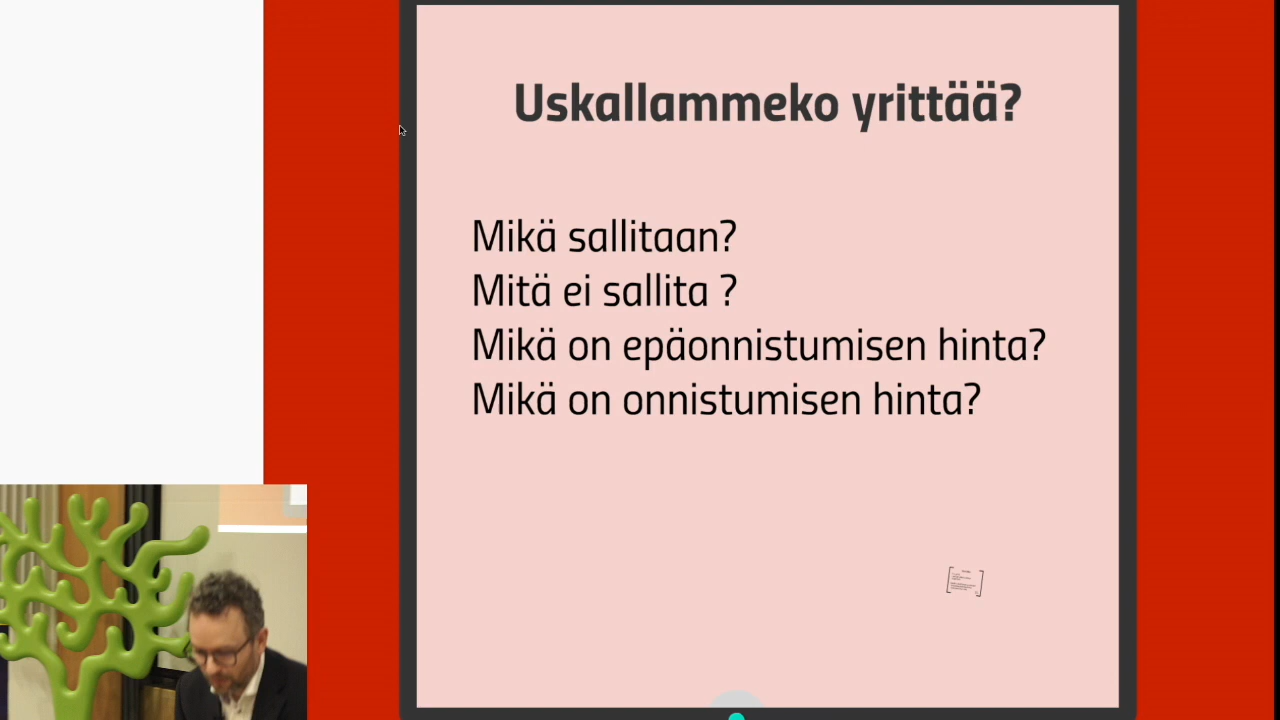 Uskallammeko yrittää?
Mikä sallitaan?
Mitä ei sallita ?
Mikä on epäonnistumisen hinta?
Mikä on onnistumisen hinta?